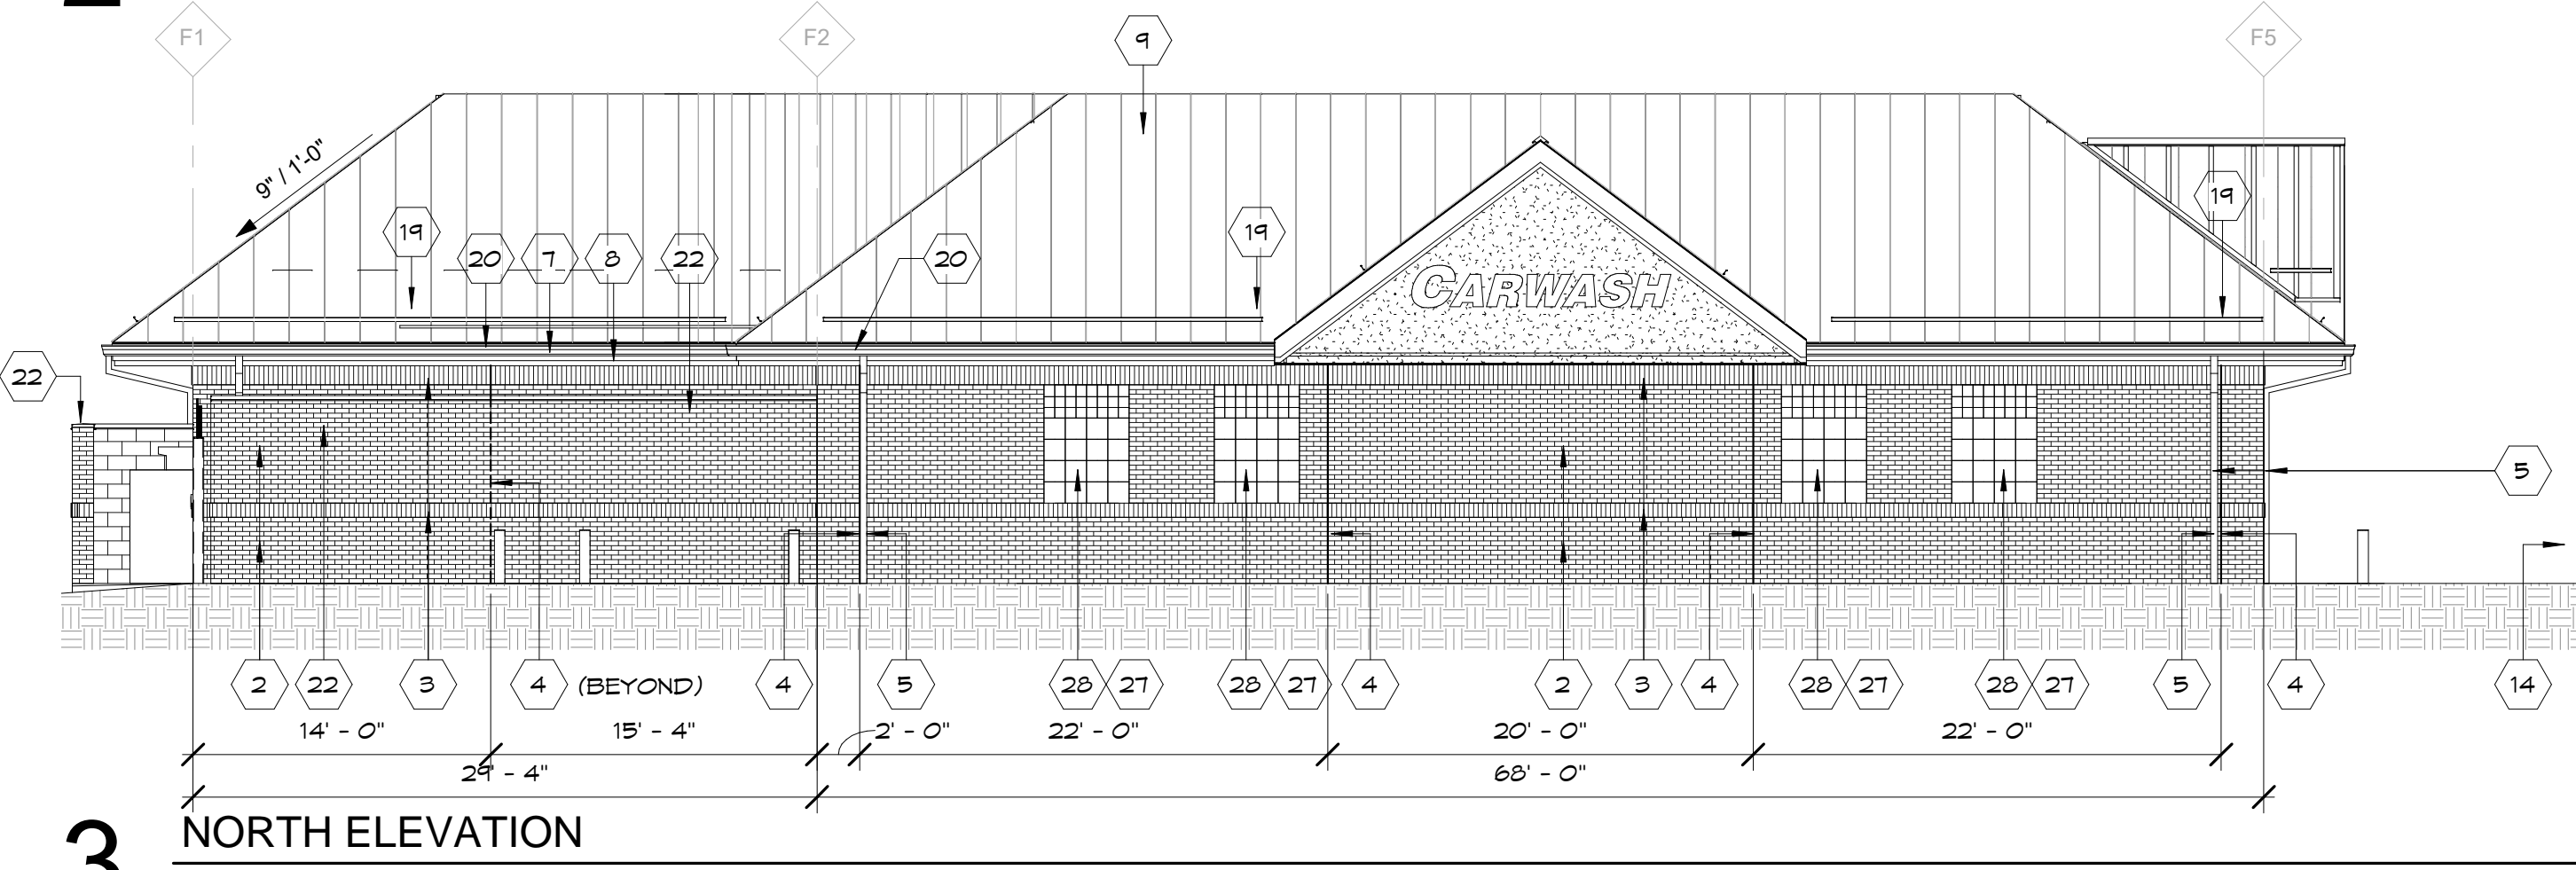 F1 F2 9 F5
9" / 1'-0"
19 19 19
20 7 8 22 20
CARWASH
22
5
14
2 22 3 4 (BEYOND) 4 5 28 27 28 27 4 2 3 4 28 27 28 27 5 4
14' - 0" 15' - 4" 2' - 0" 22' - 0" 20' - 0" 22' - 0"
29' - 4" 68' - 0"
3 NORTH ELEVATION